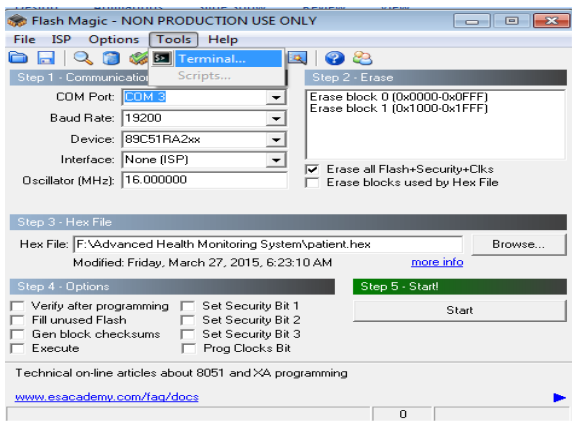 Flash Magic - NON PRODUCTION USE ONLY
File ISP Options Tools Help
Terminal...
Scripts...
Step 1 - Communication
Step 2 - Erase
COM Port: COM 3
Baud Rate: 19200
Device: 89C51RA2xx
Interface: None (ISP)
Oscillator (MHz): 16.000000
Erase block 0 (0x0000-0x0FFF)
Erase block 1 (0x1000-0x1FFF)
Erase all Flash+Security+Clks
Erase blocks used by Hex File
Step 3 - Hex File
Hex File: F:\Advanced Health Monitoring System\patient.hex Browse...
Modified: Friday, March 27, 2015, 6:23:10 AM more info
Step 4 - Options
Step 5 - Start!
Verify after programming Set Security Bit 1
Fill unused Flash Set Security Bit 2
Gen block checksums Set Security Bit 3
Execute Prog Clocks Bit
Start
Technical on-line articles about 8051 and XA programming
www.esacademy.com/faq/docs
0